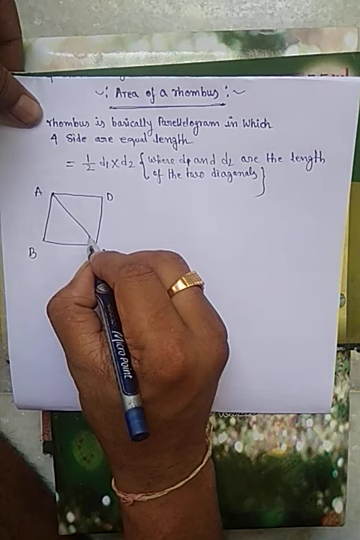 ~: Area of a rhombus :~
rhombus is basically Parellelogram in which
4 Side are equal length
= 1/2 d1 × d2 { where d1 and d2 are the length
of the two diagonals }
A D
B
MICRO POINT